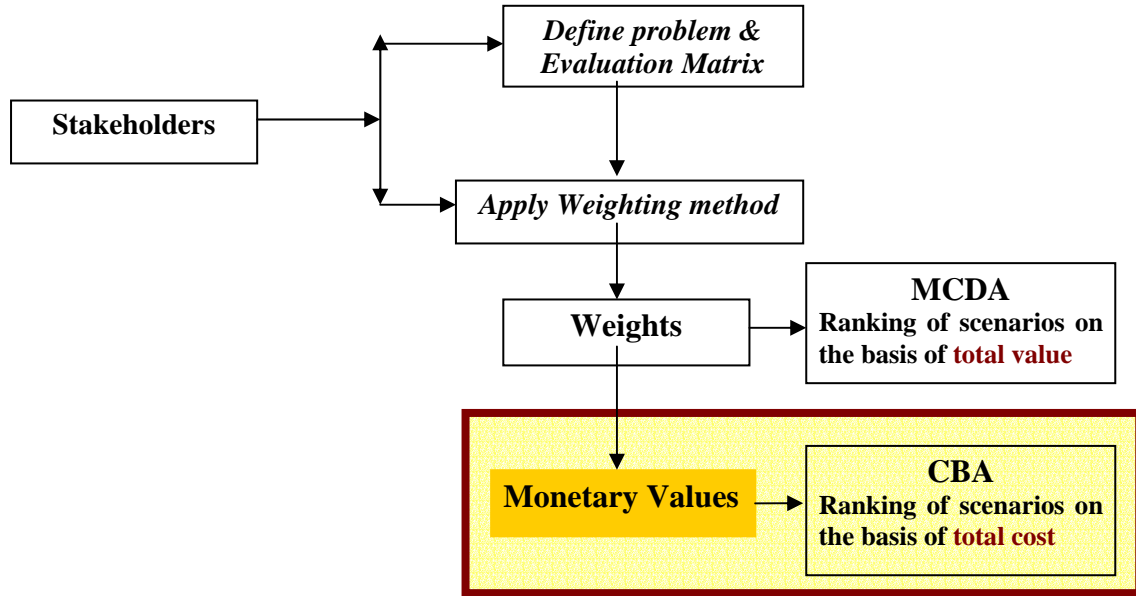 Define problem &
Evaluation Matrix
Stakeholders
Apply Weighting method
Weights
MCDA
Ranking of scenarios on
the basis of total value
Monetary Values
CBA
Ranking of scenarios on
the basis of total cost